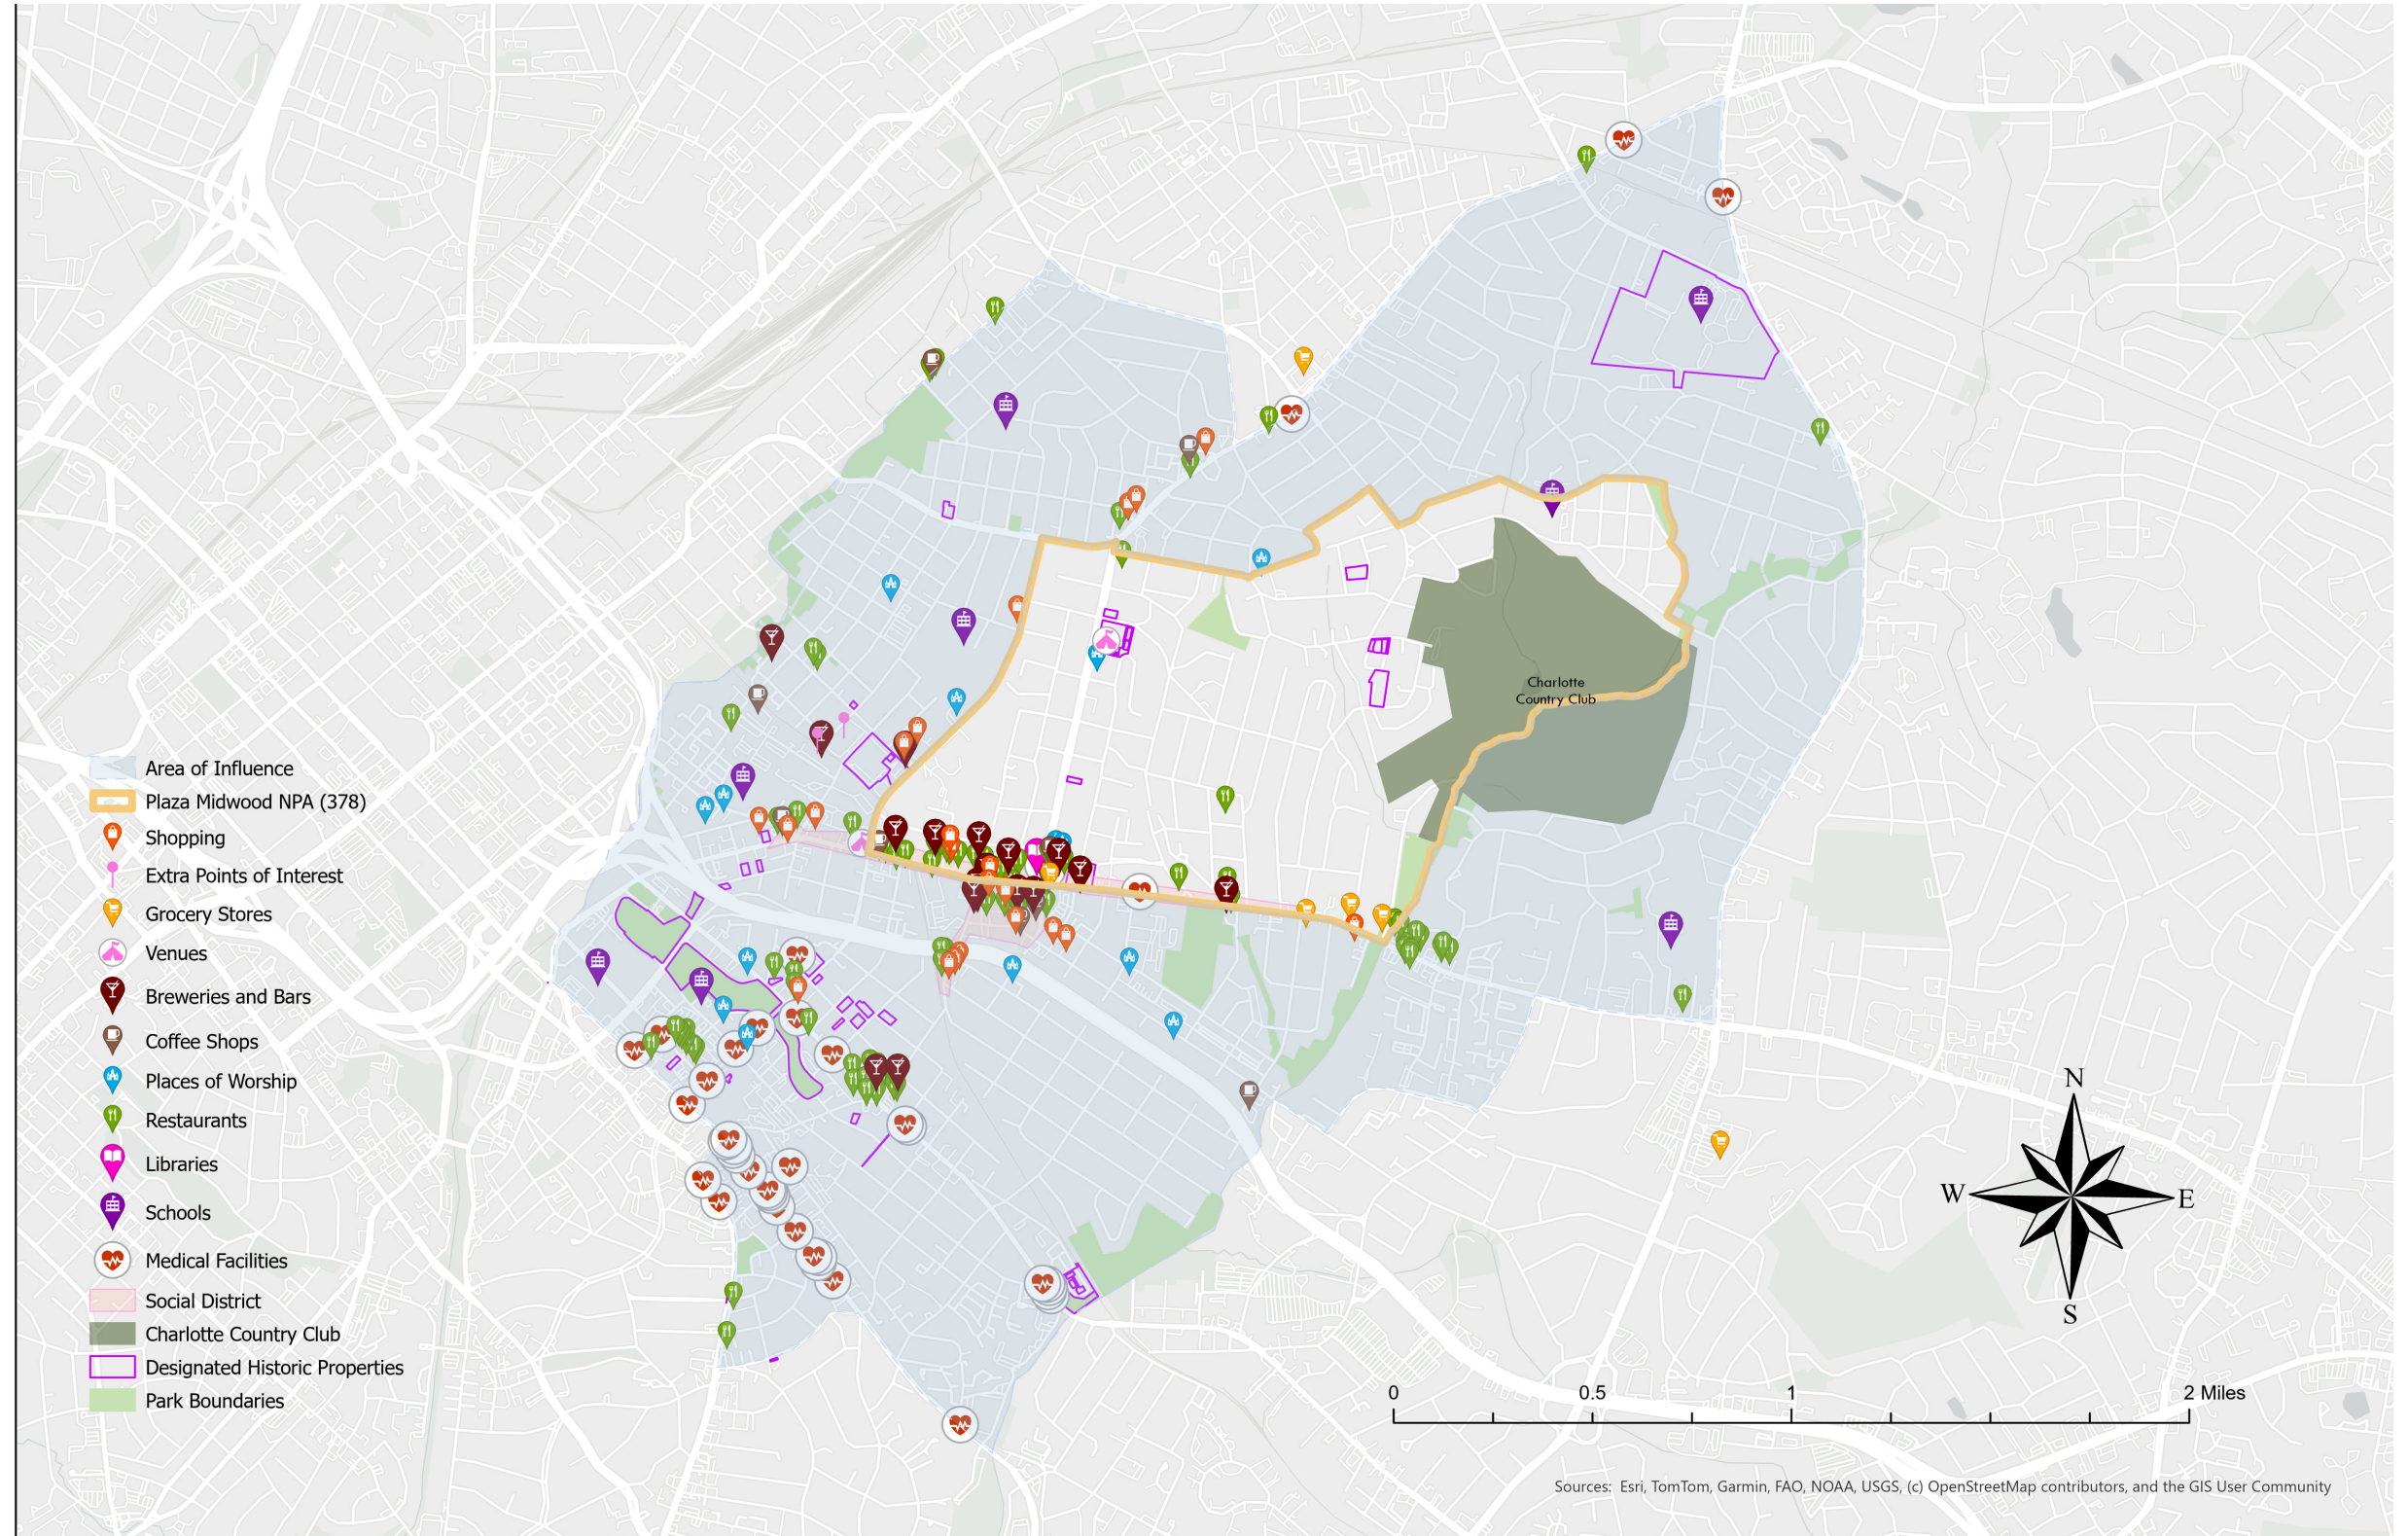 Charlotte
Country Club
Area of Influence
Plaza Midwood NPA (378)
Shopping
Extra Points of Interest
Grocery Stores
Venues
Breweries and Bars
Coffee Shops
Places of Worship
Restaurants
Libraries
Schools
Medical Facilities
Social District
Charlotte Country Club
Designated Historic Properties
Park Boundaries
N
W E
S
0 0.5 1 2 Miles
Sources: Esri, TomTom, Garmin, FAO, NOAA, USGS, (c) OpenStreetMap contributors, and the GIS User Community